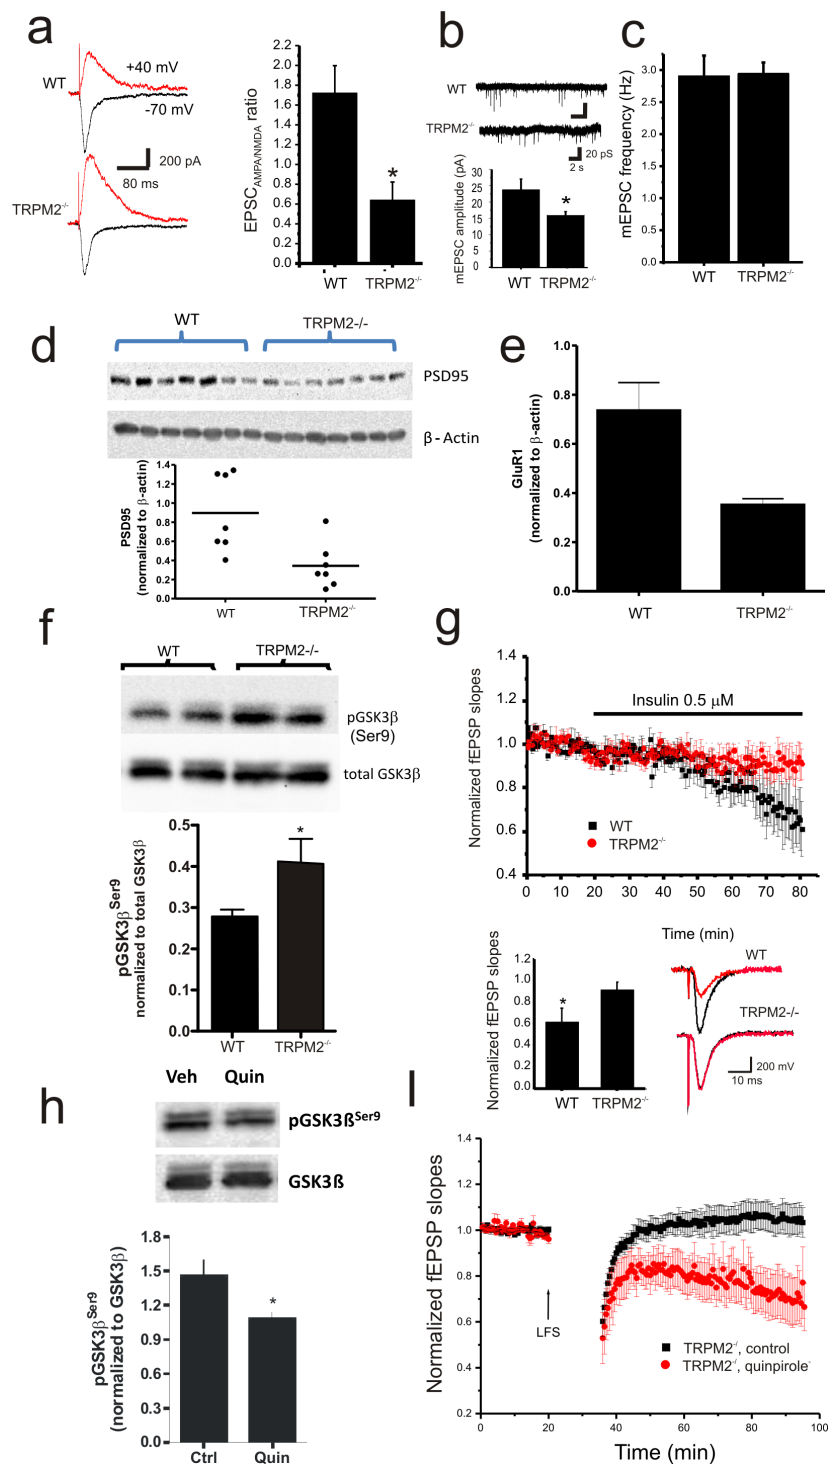 a
WT
+40 mV
-70 mV
200 pA
80 ms
TRPM2-/-
EPSCAMPA/NMDA ratio
2.2
2.0
1.8
1.6
1.4
1.2
1.0
0.8
0.6
0.4
0.2
0.0
*
WT
TRPM2-/-
b
WT
TRPM2-/-
20 pS
2 s
mEPSC amplitude (pA)
30
25
20
15
10
5
0
*
WT
TRPM2-/-
c
mEPSC frequency (Hz)
3.0
2.5
2.0
1.5
1.0
0.5
0.0
WT
TRPM2-/-
d
WT
TRPM2-/-
PSD95
β - Actin
PSD95
(normalized to β-actin)
1.4
1.2
1.0
0.8
0.6
0.4
0.2
0.0
WT
TRPM2-/-
e
GluR1
(normalized to β-actin)
1.0
0.8
0.6
0.4
0.2
0.0
WT
TRPM2-/-
f
WT
TRPM2-/-
pGSK3β
(Ser9)
total GSK3β
pGSK3βSer9
normalized to total GSK3β
0.5
0.4
0.3
0.2
0.1
0.0
*
WT
TRPM2-/-
g
Normalized fEPSP slopes
1.4
1.2
1.0
0.8
0.6
0.4
Insulin 0.5 μM
WT
TRPM2-/-
0 10 20 30 40 50 60 70 80
Time (min)
Normalized fEPSP slopes
1.2
1.0
0.8
0.6
0.4
0.2
0.0
*
WT
TRPM2-/-
WT
TRPM2-/-
200 mV
10 ms
h
Veh Quin
pGSK3ßSer9
GSK3ß
pGSK3βSer9
(normalized to GSK3β)
1.8
1.5
1.2
0.9
0.6
0.3
0.0
*
Ctrl Quin
I
Normalized fEPSP slopes
1.4
1.2
1.0
0.8
0.6
0.4
0.2
LFS
TRPM2-/-, control
TRPM2-/-, quinpirole-
0 20 40 60 80 100
Time (min)